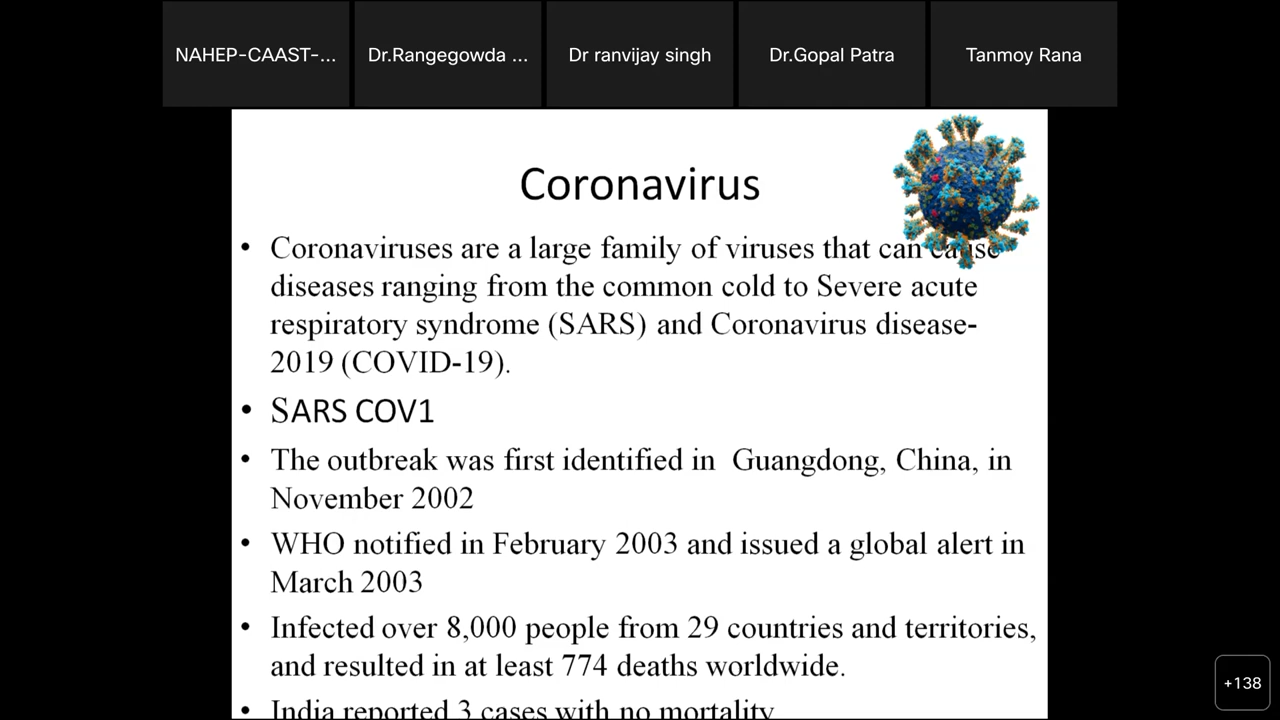 NAHEP-CAAST-...
Dr.Rangegowda ...
Dr ranvijay singh
Dr.Gopal Patra
Tanmoy Rana
Coronavirus
• Coronaviruses are a large family of viruses that can cause
diseases ranging from the common cold to Severe acute
respiratory syndrome (SARS) and Coronavirus disease-
2019 (COVID-19).
• SARS COV1
• The outbreak was first identified in Guangdong, China, in
November 2002
• WHO notified in February 2003 and issued a global alert in
March 2003
• Infected over 8,000 people from 29 countries and territories,
and resulted in at least 774 deaths worldwide.
• India reported 3 cases with no mortality
+138